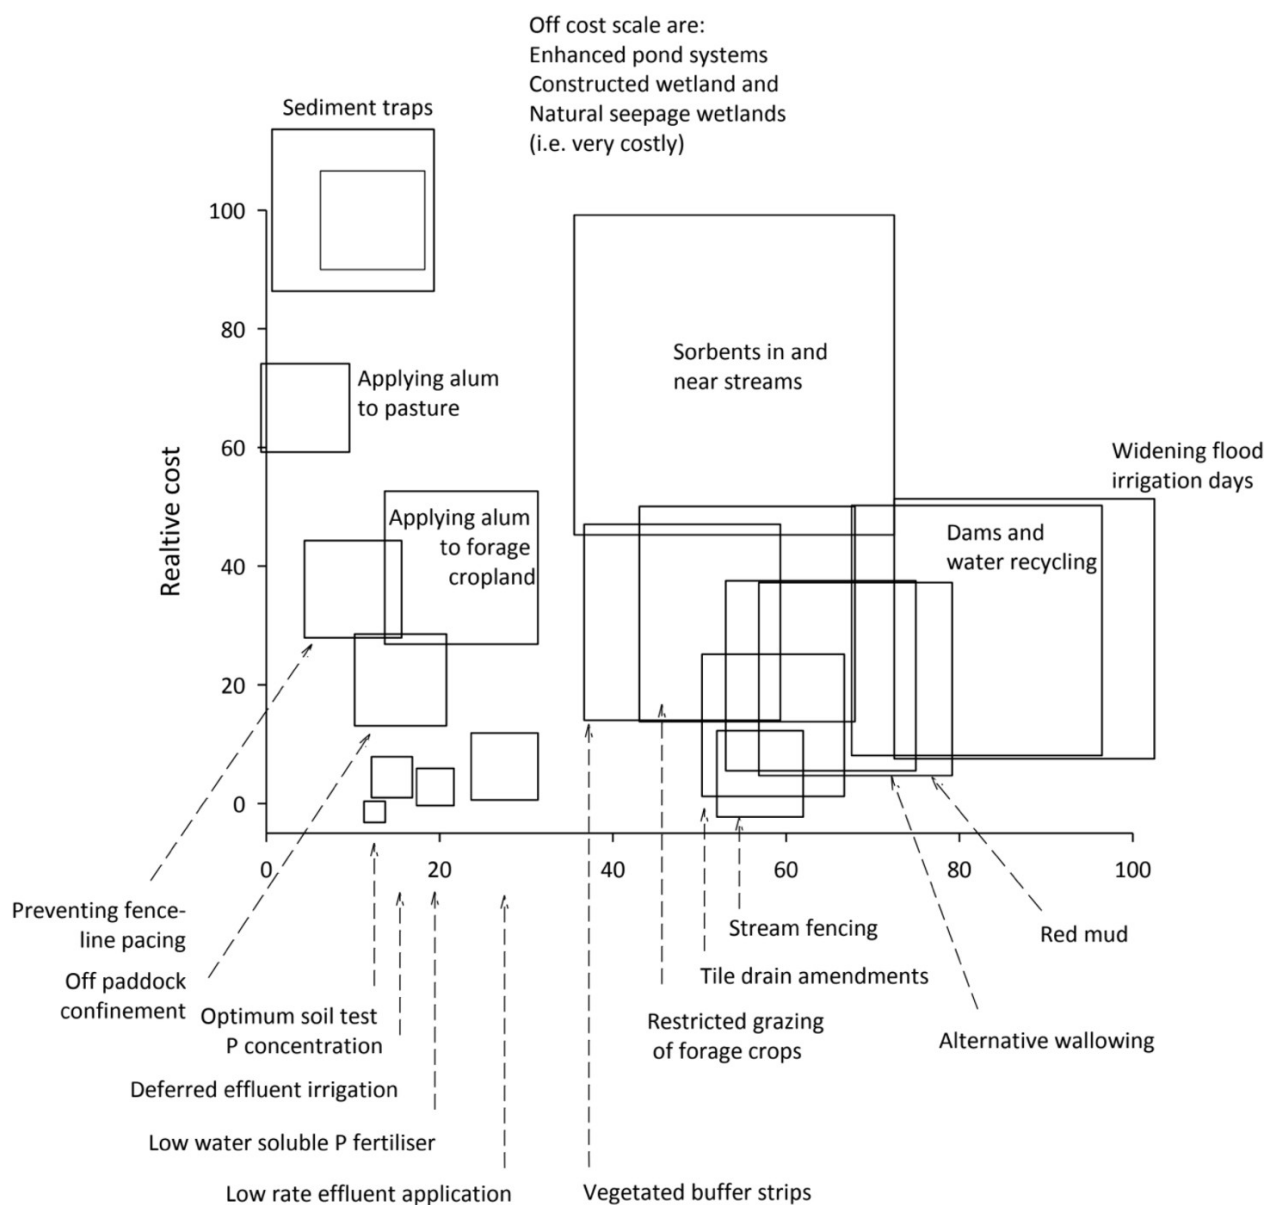 Off cost scale are:
Enhanced pond systems
Constructed wetland and
Natural seepage wetlands
(i.e. very costly)
Sediment traps
100
80
60
40
20
0
Realtive cost
Applying alum
to pasture
Sorbents in and
near streams
Widening flood
irrigation days
Applying alum
to forage
cropland
Dams and
water recycling
0
20
40
60
80
100
Preventing fence-
line pacing
Off paddock
confinement
Optimum soil test
P concentration
Deferred effluent irrigation
Low water soluble P fertiliser
Low rate effluent application
Vegetated buffer strips
Restricted grazing
of forage crops
Tile drain amendments
Stream fencing
Alternative wallowing
Red mud